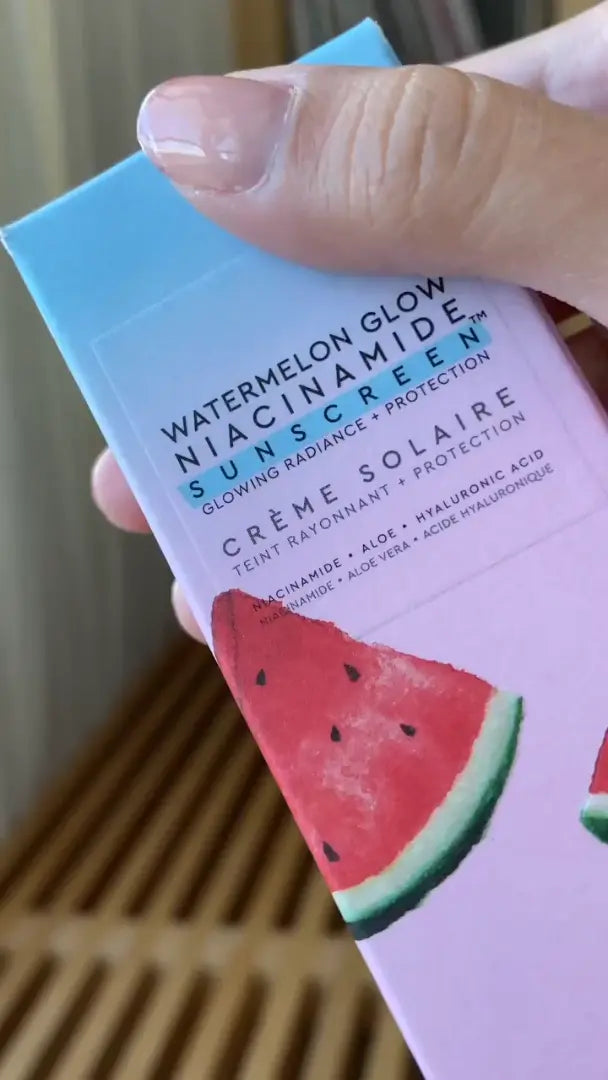 WATERMELON GLOW
NIACINAMIDE™
SUNSCREEN
GLOWING RADIANCE + PROTECTION
CRÈME SOLAIRE
TEINT RAYONNANT + PROTECTION
NIACINAMIDE • ALOE • HYALURONIC ACID
NIACINAMIDE • ALOE VERA • ACIDE HYALURONIQUE